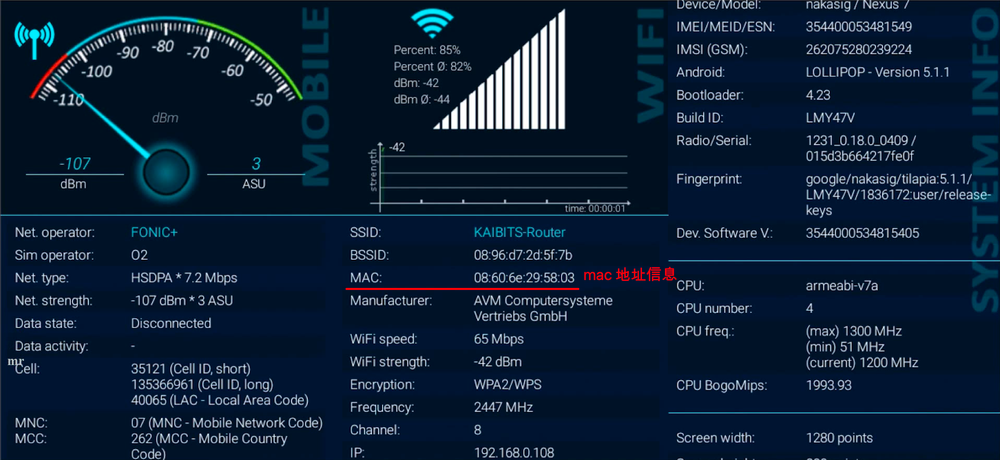 -110
-100
-90
-80
-70
-60
-50
dBm
-107
dBm
3
ASU
MOBILE
Percent: 85%
Percent Ø: 82%
dBm: -42
dBm Ø: -44
WIFI
-42
strength
time: 00:00:01
Net. operator: FONIC+
Sim operator: O2
Net. type: HSDPA * 7.2 Mbps
Net. strength: -107 dBm * 3 ASU
Data state: Disconnected
Data activity: -
mr
Cell: 35121 (Cell ID, short)
135366961 (Cell ID, long)
40065 (LAC - Local Area Code)
MNC: 07 (MNC - Mobile Network Code)
MCC: 262 (MCC - Mobile Country
Code)
SSID: KAIBITS-Router
BSSID: 08:96:d7:2d:5f:7b
MAC: 08:60:6e:29:58:03 mac 地址信息
Manufacturer: AVM Computersysteme
Vertriebs GmbH
WiFi speed: 65 Mbps
WiFi strength: -42 dBm
Encryption: WPA2/WPS
Frequency: 2447 MHz
Channel: 8
IP: 192.168.0.108
Device/Model: nakasig / Nexus 7
IMEI/MEID/ESN: 354400053481549
IMSI (GSM): 262075280239224
Android: LOLLIPOP - Version 5.1.1
Bootloader: 4.23
Build ID: LMY47V
Radio/Serial: 1231_0.18.0_0409 /
015d3b664217fe0f
Fingerprint: google/nakasig/tilapia:5.1.1/
LMY47V/1836172:user/release-
keys
Dev. Software V.: 3544000534815405
SYSTEM INFO
CPU: armeabi-v7a
CPU number: 4
CPU freq.: (max) 1300 MHz
(min) 51 MHz
(current) 1200 MHz
CPU BogoMips: 1993.93
Screen width: 1280 points